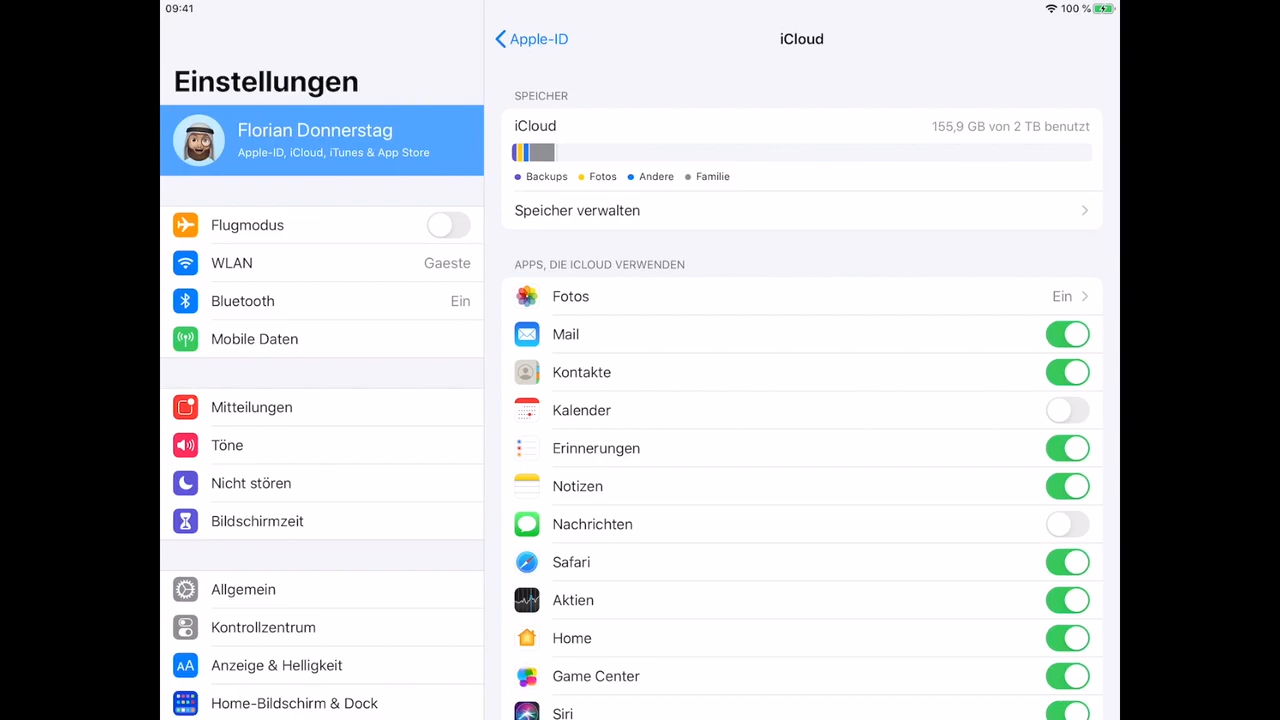 09:41
100 %
Einstellungen
Florian Donnerstag
Apple-ID, iCloud, iTunes & App Store
Flugmodus
WLAN Gaeste
Bluetooth Ein
Mobile Daten
Mitteilungen
Töne
Nicht stören
Bildschirmzeit
Allgemein
Kontrollzentrum
AA Anzeige & Helligkeit
Home-Bildschirm & Dock
Apple-ID
iCloud
SPEICHER
iCloud 155,9 GB von 2 TB benutzt
Backups Fotos Andere Familie
Speicher verwalten
APPS, DIE ICLOUD VERWENDEN
Fotos Ein
Mail
Kontakte
Kalender
Erinnerungen
Notizen
Nachrichten
Safari
Aktien
Home
Game Center
Siri